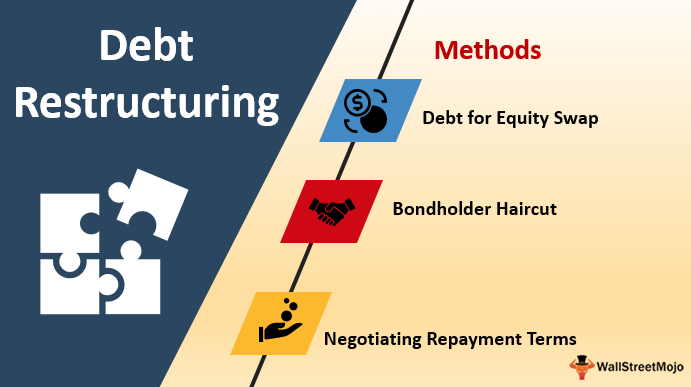 Debt
Restructuring
Methods
Debt for Equity Swap
Bondholder Haircut
Negotiating Repayment Terms
WallStreetMojo
$